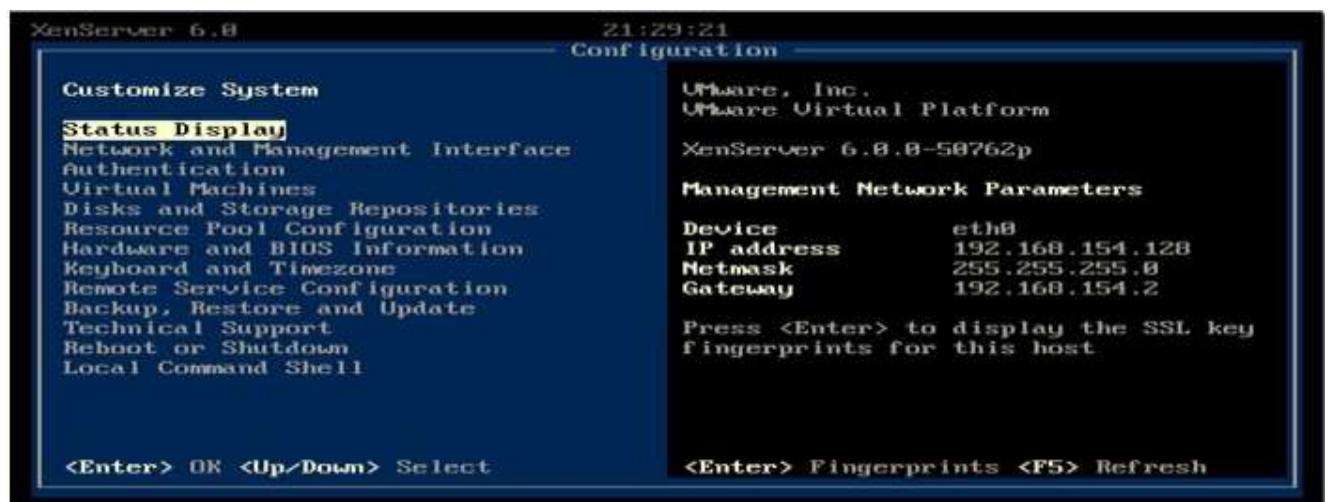 XenServer 6.0 21:29:21
Configuration
Customize System
Status Display
Network and Management Interface
Authentication
Virtual Machines
Disks and Storage Repositories
Resource Pool Configuration
Hardware and BIOS Information
Keyboard and Timezone
Remote Service Configuration
Backup, Restore and Update
Technical Support
Reboot or Shutdown
Local Command Shell
<Enter> OK <Up/Down> Select
VMware, Inc.
VMware Virtual Platform
XenServer 6.0.0-50762p
Management Network Parameters
Device eth0
IP address 192.168.154.128
Netmask 255.255.255.0
Gateway 192.168.154.2
Press <Enter> to display the SSL key
fingerprints for this host
<Enter> Fingerprints <F5> Refresh